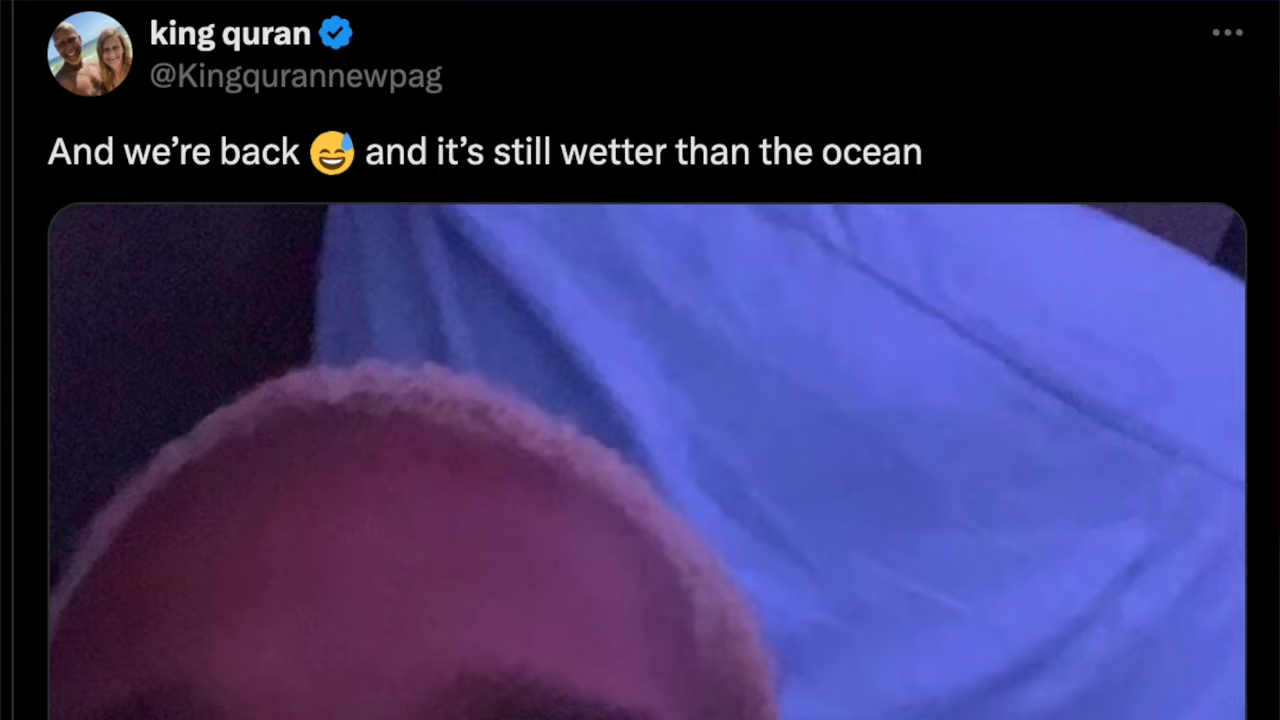 king quran
@Kingqurannewpag
And we’re back 😅 and it’s still wetter than the ocean